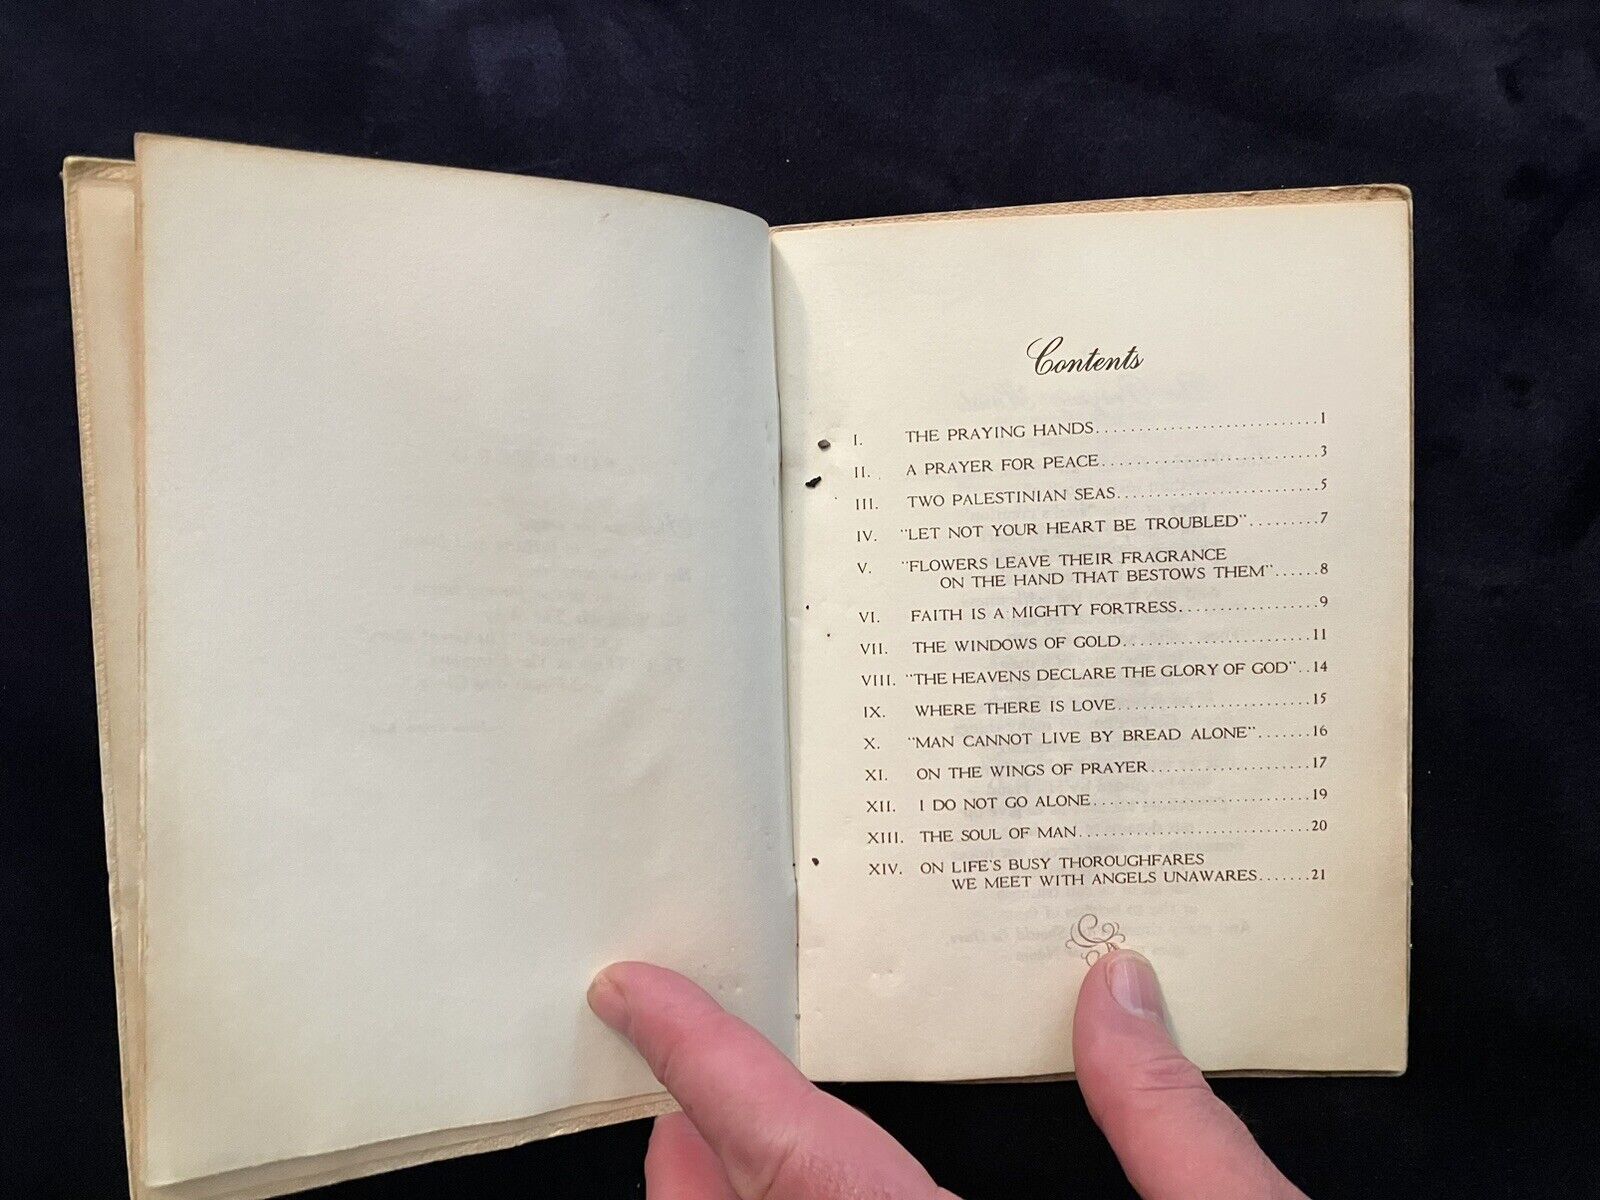 Contents
I. THE PRAYING HANDS............................1
II. A PRAYER FOR PEACE...........................3
III. TWO PALESTINIAN SEAS.........................5
IV. "LET NOT YOUR HEART BE TROUBLED".........7
V. "FLOWERS LEAVE THEIR FRAGRANCE
ON THE HAND THAT BESTOWS THEM"......8
VI. FAITH IS A MIGHTY FORTRESS..................9
VII. THE WINDOWS OF GOLD........................11
VIII. "THE HEAVENS DECLARE THE GLORY OF GOD"..14
IX. WHERE THERE IS LOVE........................15
X. "MAN CANNOT LIVE BY BREAD ALONE".......16
XI. ON THE WINGS OF PRAYER....................17
XII. I DO NOT GO ALONE...........................19
XIII. THE SOUL OF MAN.............................20
XIV. ON LIFE'S BUSY THOROUGHFARES
WE MEET WITH ANGELS UNAWARES.......21